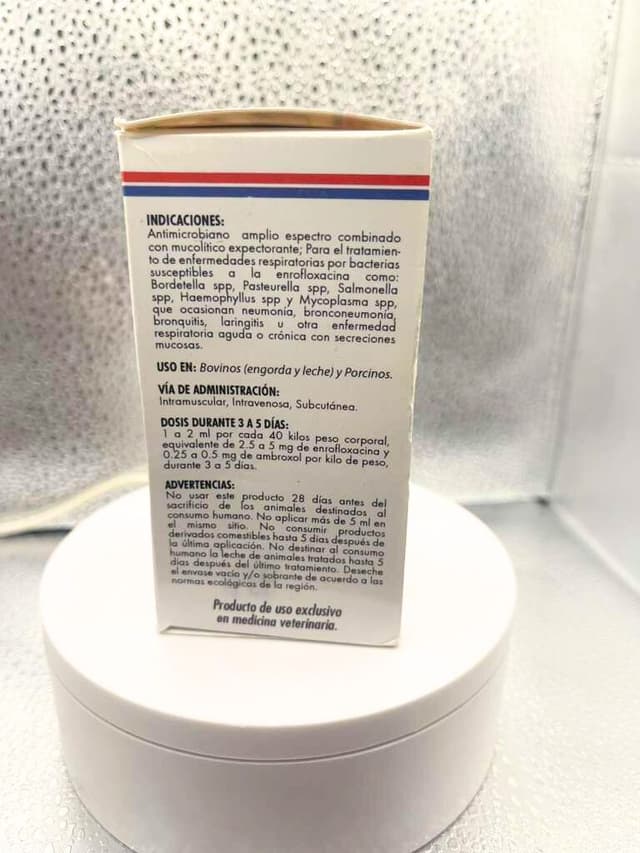 INDICACIONES:
Antimicrobiano amplio espectro combinado
con mucolítico expectorante; Para el tratamien-
to de enfermedades respiratorias por bacterias
susceptibles a la enrofloxacina como:
Bordetella spp, Pasteurella spp, Salmonella
spp, Haemophyllus spp y Mycoplasma spp,
que ocasionan neumonía, bronconeumonía,
bronquitis, laringitis u otra enfermedad
respiratoria aguda o crónica con secreciones
mucosas.
USO EN: Bovinos (engorda y leche) y Porcinos.
VÍA DE ADMINISTRACIÓN:
Intramuscular, Intravenosa, Subcutánea.
DOSIS DURANTE 3 A 5 DÍAS:
1 a 2 ml por cada 40 kilos peso corporal,
equivalente de 2.5 a 5 mg de enrofloxacina y
0.25 a 0.5 mg de ambroxol por kilo de peso,
durante 3 a 5 días.
ADVERTENCIAS:
No usar este producto 28 días antes del
sacrificio de los animales destinados al
consumo humano. No aplicar más de 5 ml en
el mismo sitio. No consumir productos
derivados comestibles hasta 5 días después de
la última aplicación. No destinar al consumo
humano la leche de animales tratados hasta 5
días después del último tratamiento. Deseche
el envase vacío y/o sobrante de acuerdo a las
normas ecológicas de la región.
Producto de uso exclusivo
en medicina veterinaria.